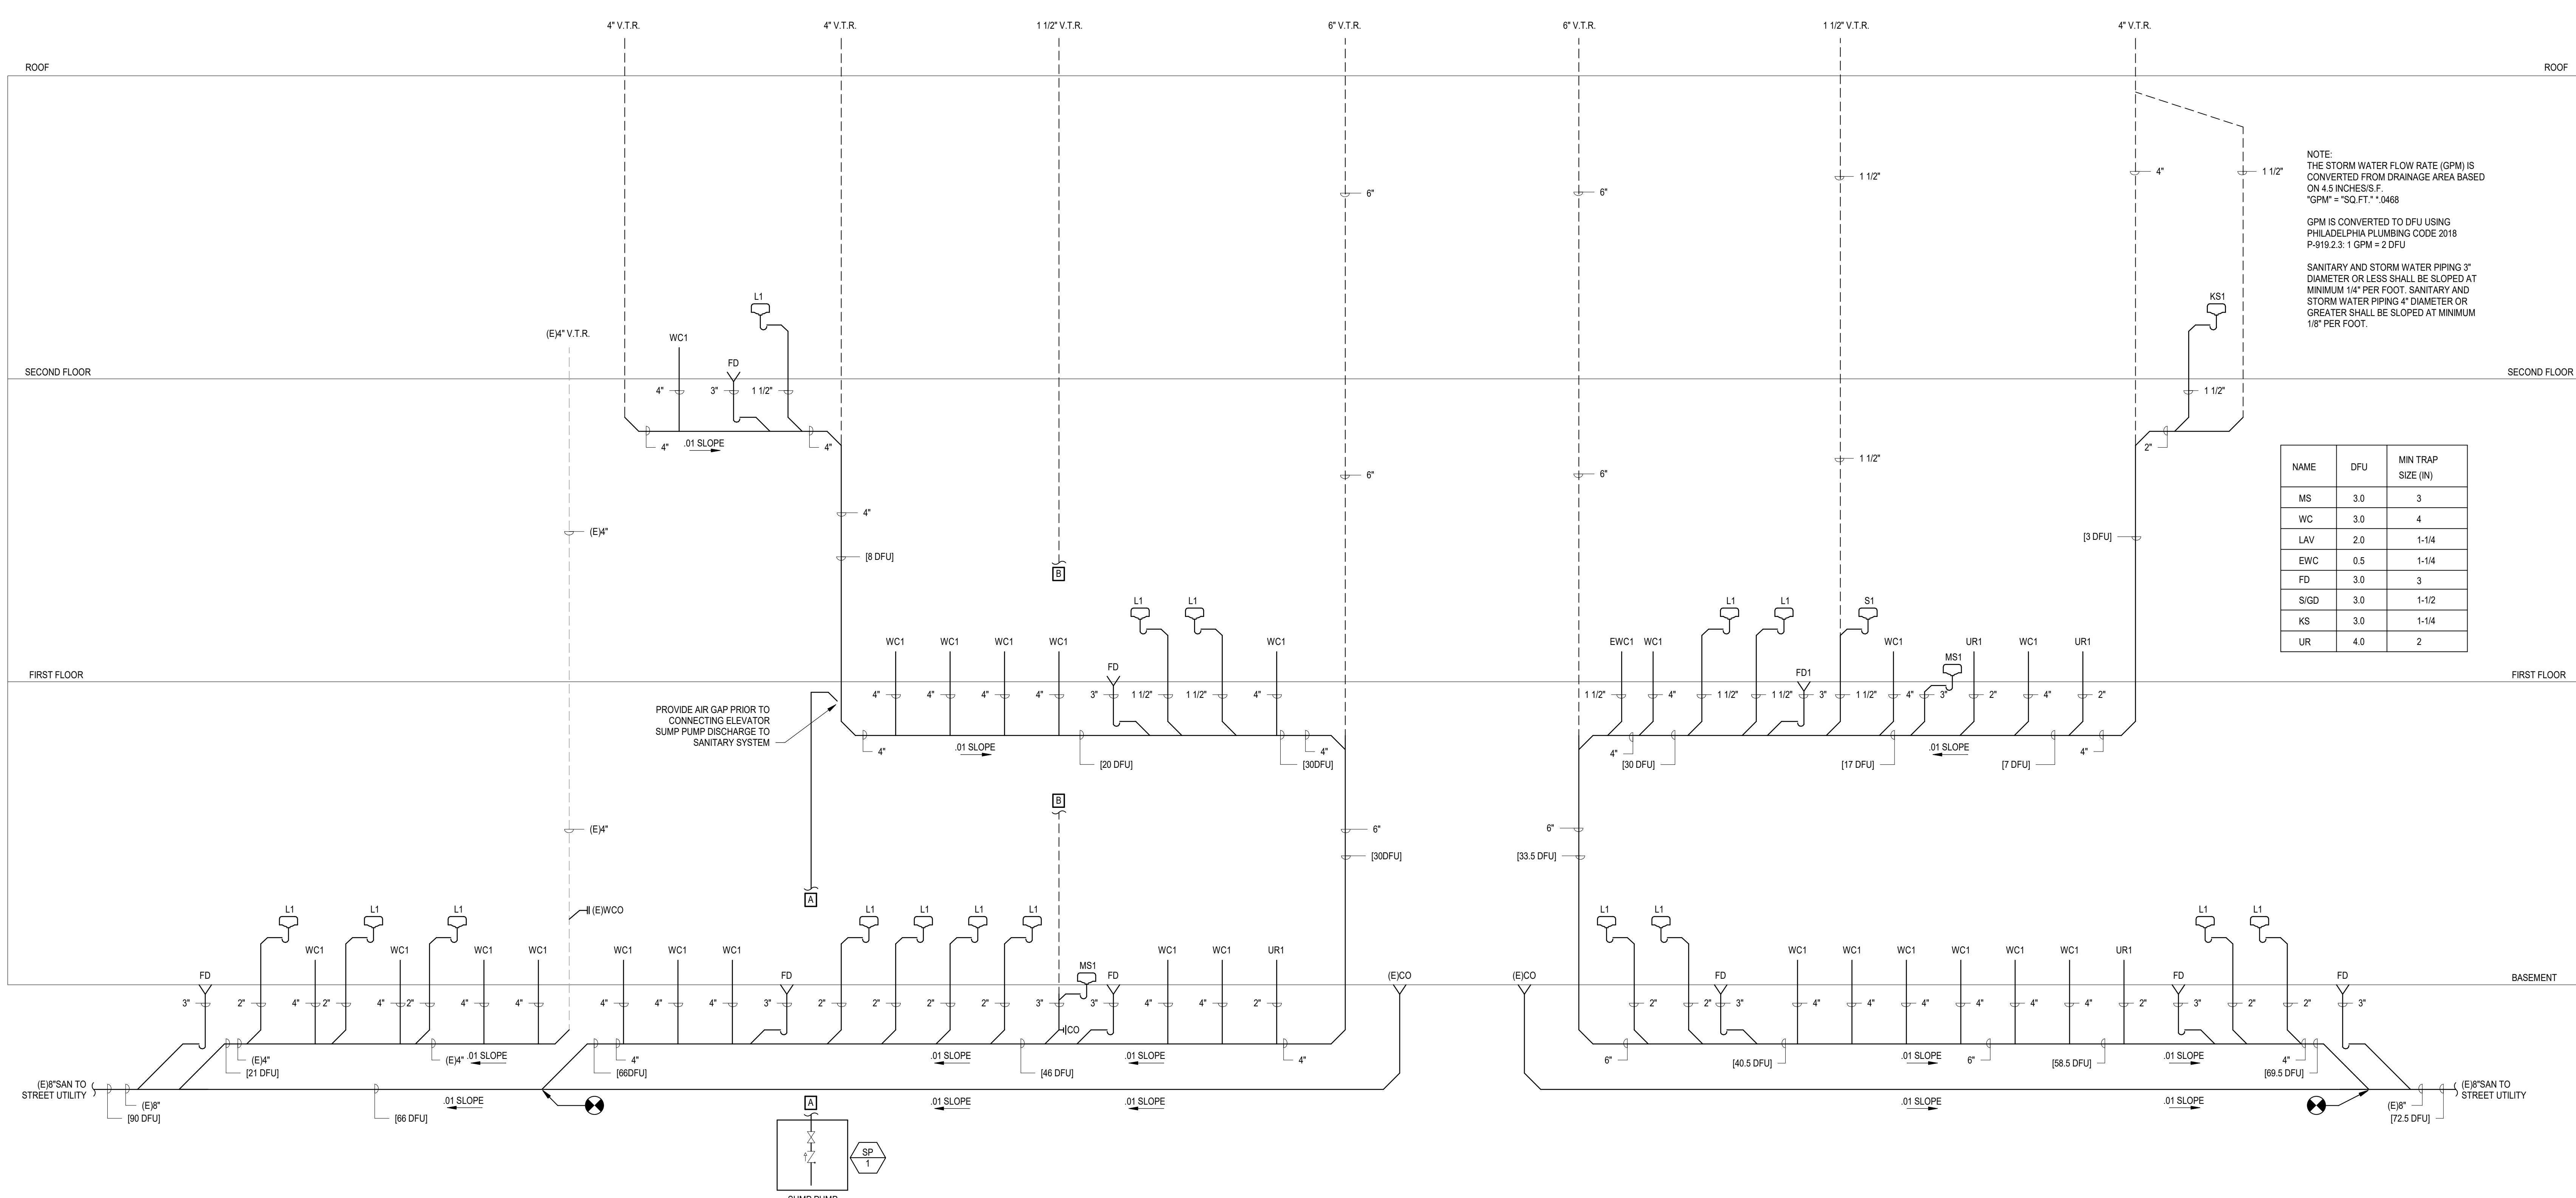 4" V.T.R. 4" V.T.R. 1 1/2" V.T.R. 6" V.T.R. 6" V.T.R. 1 1/2" V.T.R. 4" V.T.R.
ROOF ROOF
NOTE:
THE STORM WATER FLOW RATE (GPM) IS
CONVERTED FROM DRAINAGE AREA BASED
ON 4.5 INCHES/S.F.
"GPM" = "SQ.FT." *.0468
GPM IS CONVERTED TO DFU USING
PHILADELPHIA PLUMBING CODE 2018
P-919.2.3: 1 GPM = 2 DFU
SANITARY AND STORM WATER PIPING 3"
DIAMETER OR LESS SHALL BE SLOPED AT
MINIMUM 1/4" PER FOOT. SANITARY AND
STORM WATER PIPING 4" DIAMETER OR
GREATER SHALL BE SLOPED AT MINIMUM
1/8" PER FOOT.
1 1/2" 4" 1 1/2"
6" 6"
L1 KS1
(E)4" V.T.R. WC1
FD
SECOND FLOOR SECOND FLOOR
4" 3" 1 1/2" 1 1/2"
.01 SLOPE
4" 4" 2"
1 1/2"
6" 6"
NAME DFU MIN TRAP
SIZE (IN)
MS 3.0 3
WC 3.0 4
LAV 2.0 1-1/4
EWC 0.5 1-1/4
FD 3.0 3
S/GD 3.0 1-1/2
KS 3.0 1-1/4
UR 4.0 2
4"
(E)4" [3 DFU]
[8 DFU]
B
L1 L1 L1 L1 S1
WC1 WC1 WC1 WC1 WC1 EWC1 WC1 WC1 UR1 WC1 UR1
FD FD1 MS1
FIRST FLOOR FIRST FLOOR
4" 4" 4" 4" 3" 1 1/2" 1 1/2" 4" 1 1/2" 4" 1 1/2" 1 1/2" 3" 1 1/2" 4" 3" 2" 4" 2"
PROVIDE AIR GAP PRIOR TO
CONNECTING ELEVATOR
SUMP PUMP DISCHARGE TO
SANITARY SYSTEM
4" .01 SLOPE 4" 4" .01 SLOPE 4"
[20 DFU] [30DFU] [30 DFU] [17 DFU] [7 DFU]
B
(E)4" 6" 6"
[30DFU] [33.5 DFU]
A
(E)WCO
L1 L1 L1 L1 L1 L1 L1 L1 L1 L1 L1
WC1 WC1 WC1 WC1 WC1 WC1 WC1 WC1 WC1 UR1 WC1 WC1 WC1 WC1 WC1 WC1 UR1
FD FD MS1 FD (E)CO (E)CO FD FD FD
BASEMENT
3" 2" 4" 2" 4" 2" 4" 4" 4" 4" 4" 3" 2" 2" 2" 2" 3" 3" 4" 4" 2" 2" 2" 3" 4" 4" 4" 4" 4" 4" 2" 3" 2" 2" 3"
CO
(E)4" (E)4" .01 SLOPE 4" .01 SLOPE .01 SLOPE 4" 6" .01 SLOPE 6" .01 SLOPE 4"
[21 DFU] [66DFU] [46 DFU] [40.5 DFU] [58.5 DFU] [69.5 DFU]
(E)8"SAN TO
STREET UTILITY
(E)8"SAN TO
STREET UTILITY
(E)8" .01 SLOPE .01 SLOPE .01 SLOPE .01 SLOPE .01 SLOPE (E)8"
[90 DFU] [66 DFU] [72.5 DFU]
A
SP
1
SUMP PUMP